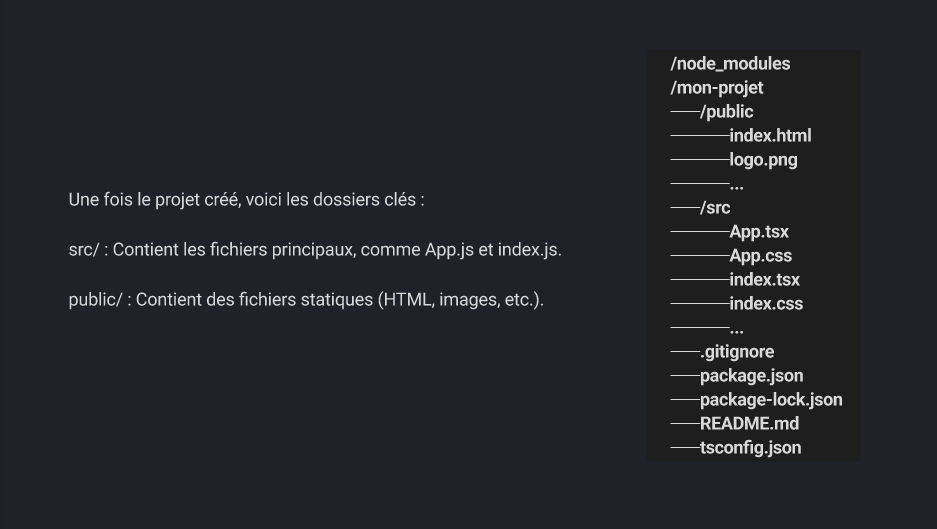 Une fois le projet créé, voici les dossiers clés :
src/ : Contient les fichiers principaux, comme App.js et index.js.
public/ : Contient des fichiers statiques (HTML, images, etc.).
/node_modules
/mon-projet
——/public
————index.html
————logo.png
————...
——/src
————App.tsx
————App.css
————index.tsx
————index.css
————...
——.gitignore
——package.json
——package-lock.json
——README.md
——tsconfig.json